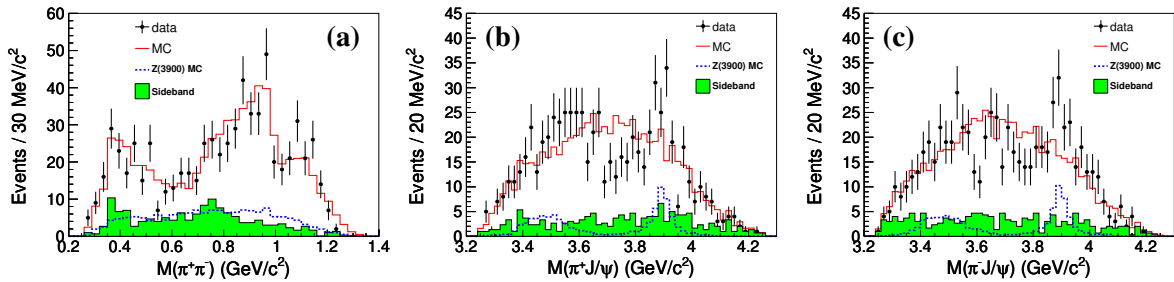 60
50
40
30
20
10
0
Events / 30 MeV/c²
0.2 0.4 0.6 0.8 1 1.2 1.4
M(π⁺π⁻) (GeV/c²)
data
MC
Z(3900) MC
Sideband
(a)
45
40
35
30
25
20
15
10
5
0
Events / 20 MeV/c²
3.2 3.4 3.6 3.8 4 4.2
M(π⁺J/ψ) (GeV/c²)
(b)
data
MC
Z(3900) MC
Sideband
45
40
35
30
25
20
15
10
5
0
Events / 20 MeV/c²
3.2 3.4 3.6 3.8 4 4.2
M(π⁻J/ψ) (GeV/c²)
(c)
data
MC
Z(3900) MC
Sideband